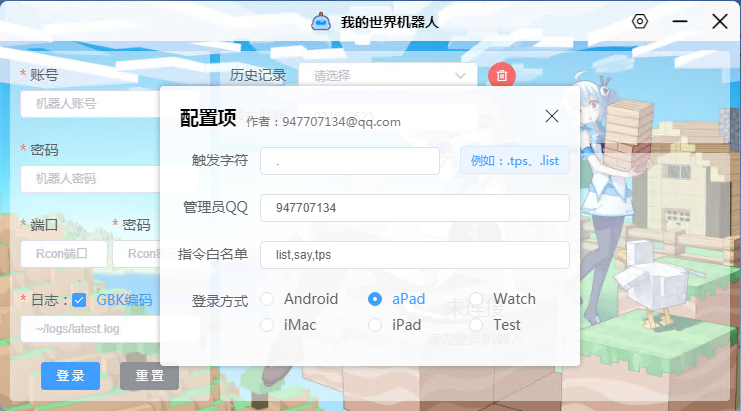 我的世界机器人
* 账号
历史记录
请选择
机器人账号
配置项 作者：947707134@qq.com
* 密码
机器人密码
触发字符
.
例如：.tps、.list
管理员QQ
947707134
* 端口
* 密码
Rcon端口
指令白名单
list,say,tps
* 日志：
GBK编码
~/logs/latest.log
登录方式
Android
aPad
Watch
iMac
iPad
Test
未连接
请先登录机器人
登录
重置